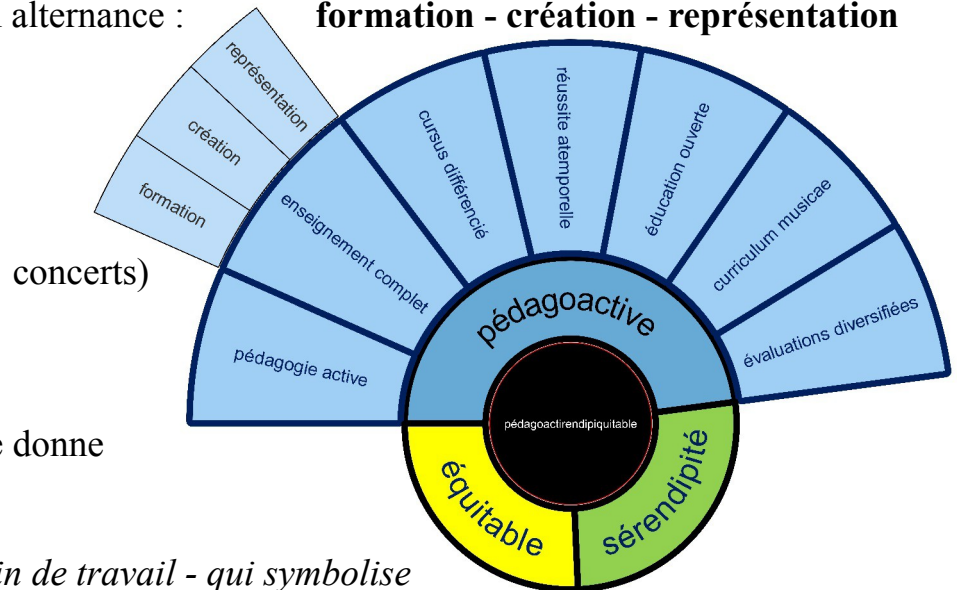 alternance : formation - création - représentation
représentation
création
formation
concerts)
pédagogie active
enseignement complet
cursus différencié
réussite atemporelle
éducation ouverte
curriculum musicae
évaluations diversifiées
pédagoactive
pédagoactirendipiquitable
donne
équitable
sérendipité
de travail - qui symbolise